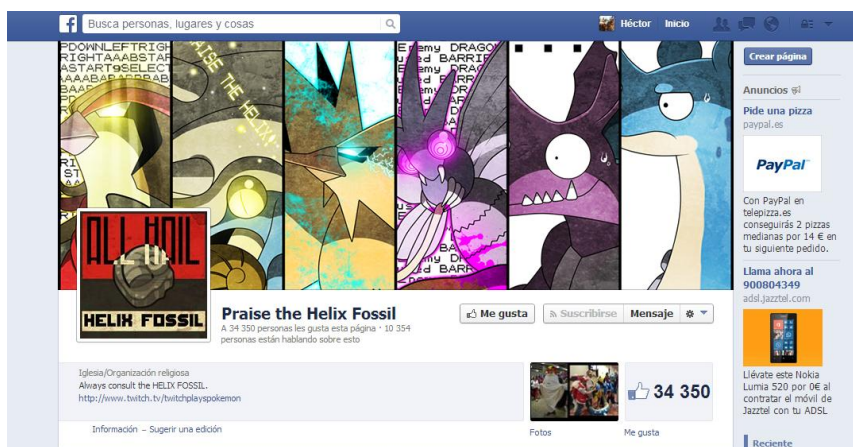 Busca personas, lugares y cosas
Héctor Inicio
PDOWNLEFTRIGH
RIGHTAAABSTAR
ASTART9SELECT
PRAISE THE HELIX!
Enemy DRAGO
used BARRIE
ALL HAIL
HELIX FOSSIL
Praise the Helix Fossil
A 34 350 personas les gusta esta página · 10 354
personas están hablando sobre esto
Me gusta
Suscribirse
Mensaje
Iglesia/Organización religiosa
Always consult the HELIX FOSSIL.
http://www.twitch.tv/twitchplayspokemon
34 350
Información – Sugerir una edición
Fotos
Me gusta
Crear página
Anuncios
Pide una pizza
paypal.es
PayPal
Con PayPal en
telepizza.es
conseguirás 2 pizzas
medianas por 14 € en
tu siguiente pedido.
Llama ahora al
900804349
adsl.jazztel.com
Llévate este Nokia
Lumia 520 por 0€ al
contratar el móvil de
Jazztel con tu ADSL
Reciente